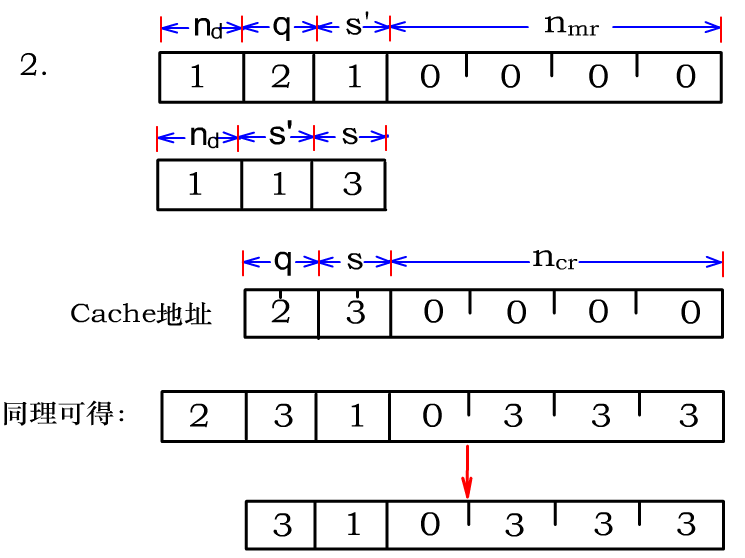 n_d q s' n_mr
2. 1 2 1 0 0 0 0
n_d s' s
1 1 3
q s n_cr
Cache地址 2 3 0 0 0 0
同理可得: 2 3 1 0 3 3 3
3 1 0 3 3 3